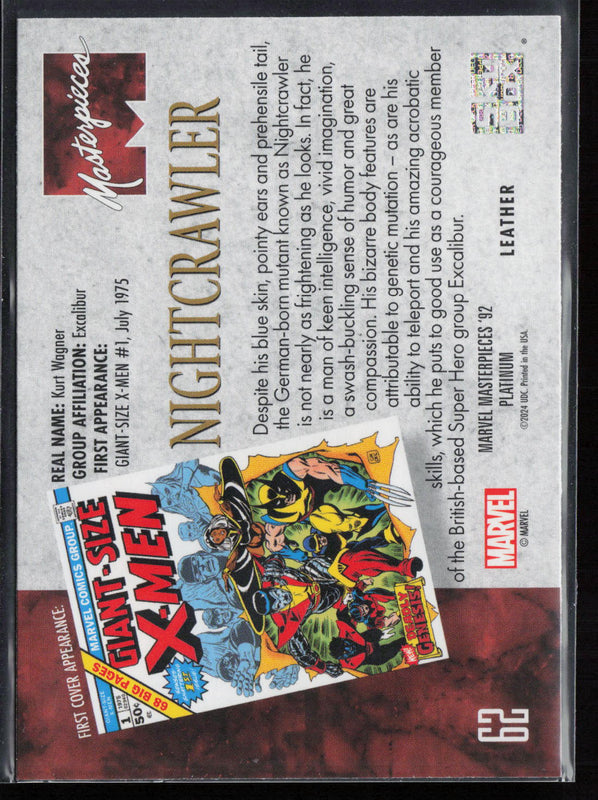 Masterpieces
NIGHTCRAWLER
REAL NAME: Kurt Wagner
GROUP AFFILIATION: Excalibur
FIRST APPEARANCE:
GIANT-SIZE X-MEN #1, July 1975
Despite his blue skin, pointy ears and prehensile tail,
the German-born mutant known as Nightcrawler
is not nearly as frightening as he looks. In fact, he
is a man of keen intelligence, vivid imagination,
a swash-buckling sense of humor and great
compassion. His bizarre body features are
attributable to genetic mutation – as are his
ability to teleport and his amazing acrobatic
skills, which he puts to good use as a courageous member
of the British-based Super Hero group Excalibur.
FIRST COVER APPEARANCE:
MARVEL COMICS GROUP
50¢
1
1975
GIANT-SIZE
X-MEN
68 BIG PAGES
1ST
GENESIS!
MARVEL
© MARVEL
MARVEL MASTERPIECES '92
PLATINUM
©2024 UDC. Printed in the USA.
LEATHER
®
62